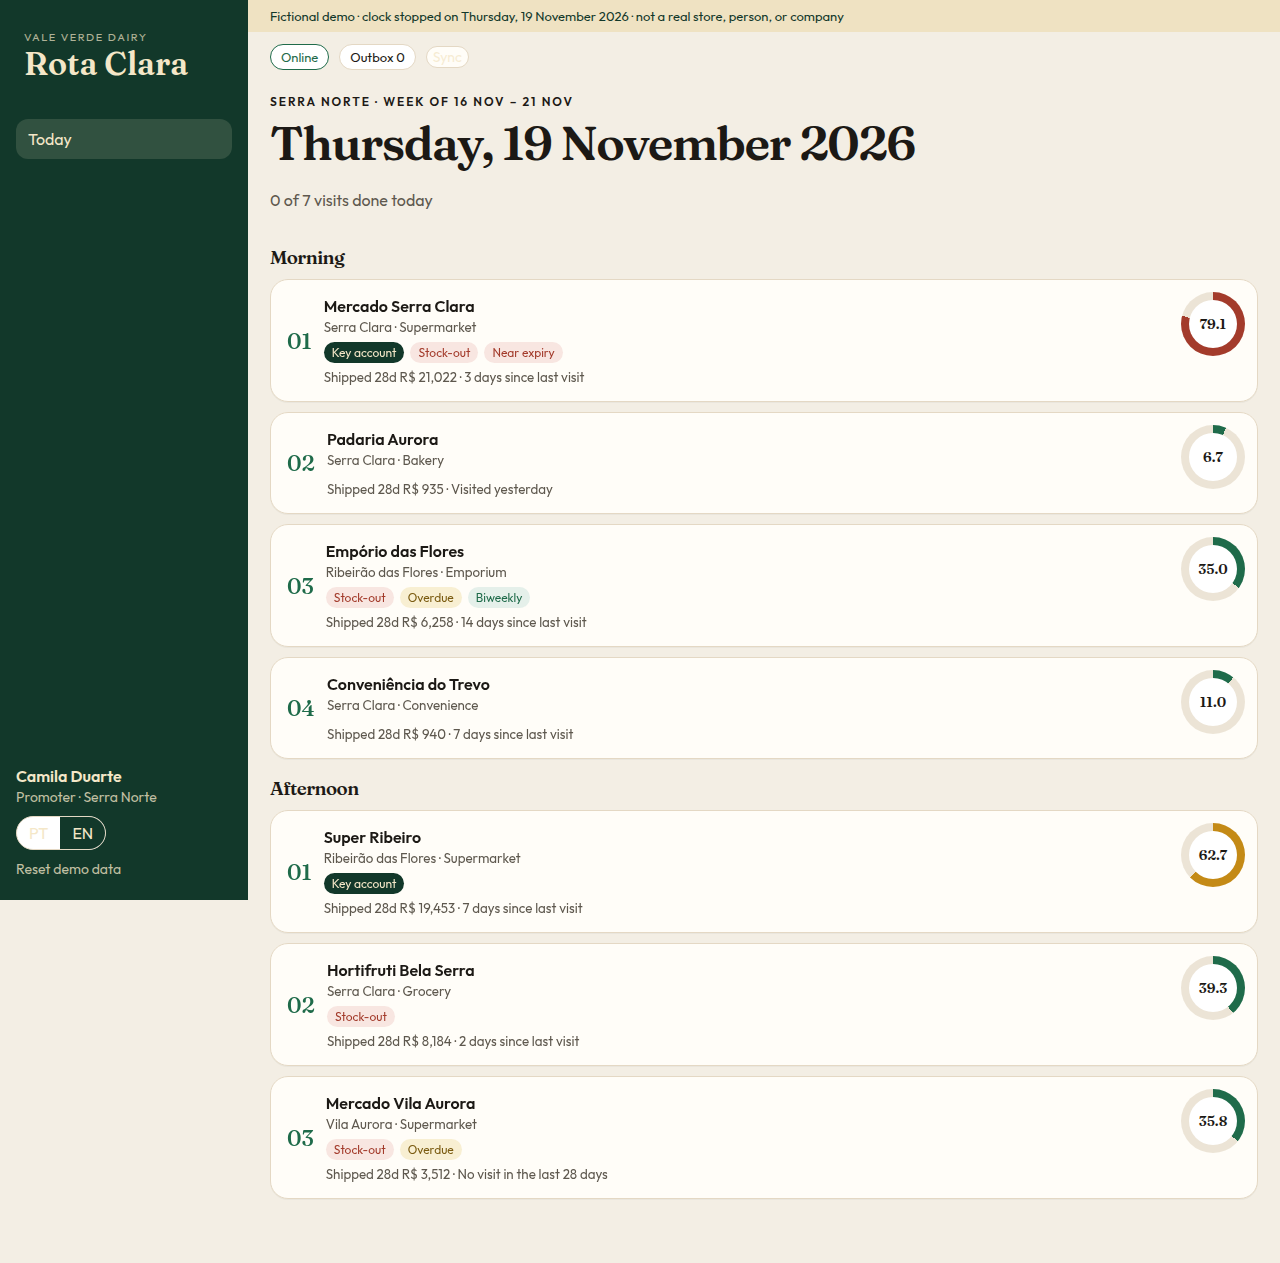 VALE VERDE DAIRY
Rota Clara
Today
Camila Duarte
Promoter · Serra Norte
PT EN
Reset demo data
Fictional demo · clock stopped on Thursday, 19 November 2026 · not a real store, person, or company
Online Outbox 0 Sync
SERRA NORTE · WEEK OF 16 NOV – 21 NOV
Thursday, 19 November 2026
0 of 7 visits done today
Morning
01
Mercado Serra Clara
Serra Clara · Supermarket
Key account Stock-out Near expiry
Shipped 28d R$ 21,022 · 3 days since last visit
79.1
02
Padaria Aurora
Serra Clara · Bakery
Shipped 28d R$ 935 · Visited yesterday
6.7
03
Empório das Flores
Ribeirão das Flores · Emporium
Stock-out Overdue Biweekly
Shipped 28d R$ 6,258 · 14 days since last visit
35.0
04
Conveniência do Trevo
Serra Clara · Convenience
Shipped 28d R$ 940 · 7 days since last visit
11.0
Afternoon
01
Super Ribeiro
Ribeirão das Flores · Supermarket
Key account
Shipped 28d R$ 19,453 · 7 days since last visit
62.7
02
Hortifruti Bela Serra
Serra Clara · Grocery
Stock-out
Shipped 28d R$ 8,184 · 2 days since last visit
39.3
03
Mercado Vila Aurora
Vila Aurora · Supermarket
Stock-out Overdue
Shipped 28d R$ 3,512 · No visit in the last 28 days
35.8